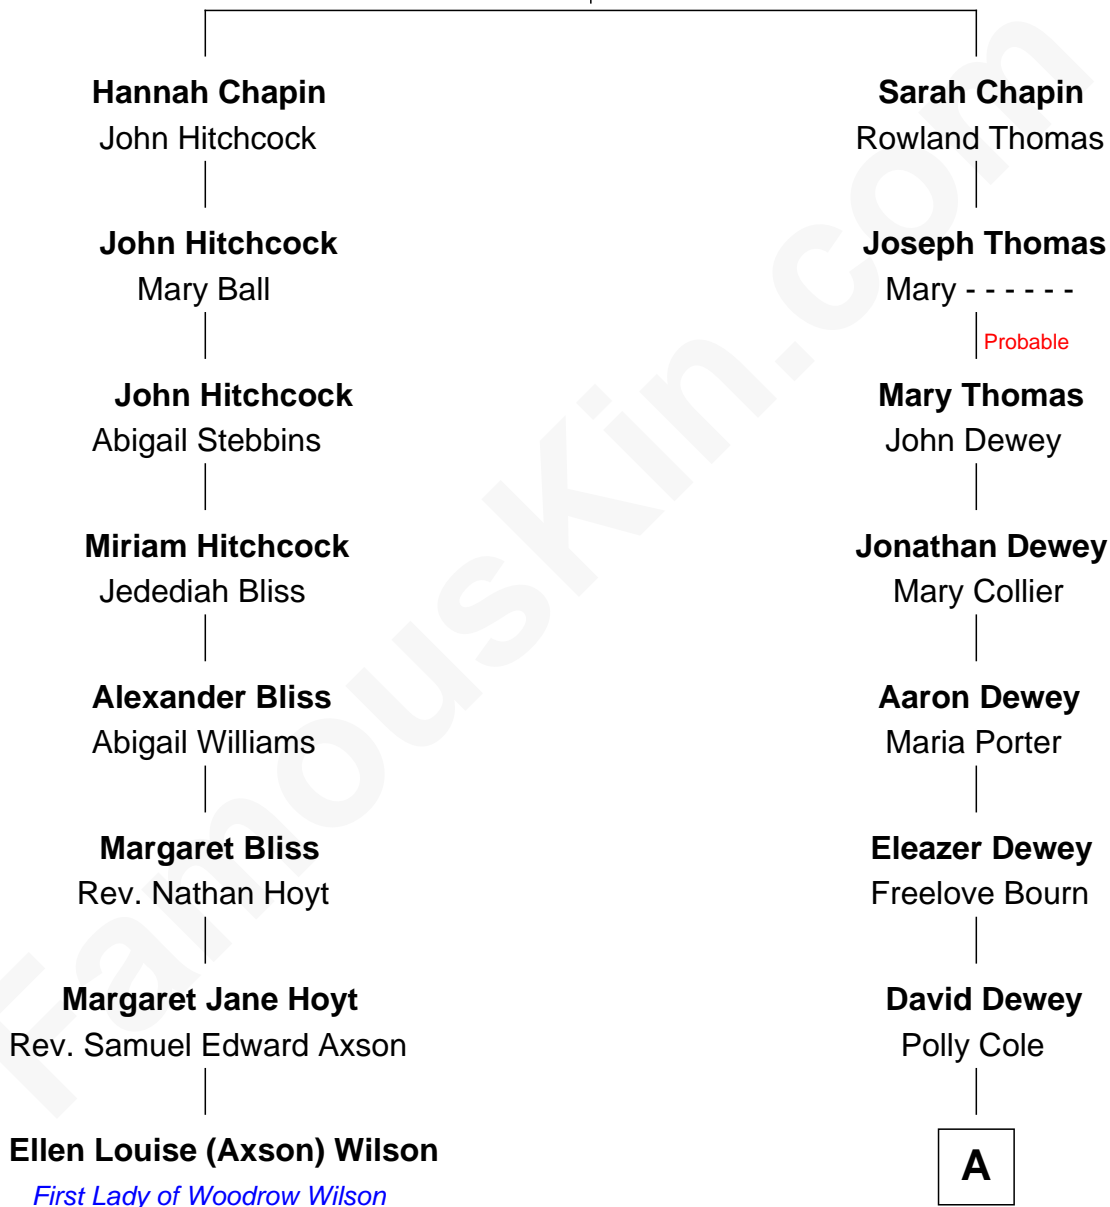 Hannah Chapin
John Hitchcock
John Hitchcock
Mary Ball
John Hitchcock
Abigail Stebbins
Miriam Hitchcock
Jedediah Bliss
Alexander Bliss
Abigail Williams
Margaret Bliss
Rev. Nathan Hoyt
Margaret Jane Hoyt
Rev. Samuel Edward Axson
Ellen Louise (Axson) Wilson
First Lady of Woodrow Wilson
Sarah Chapin
Rowland Thomas
Joseph Thomas
Mary - - - - - -
Probable
Mary Thomas
John Dewey
Jonathan Dewey
Mary Collier
Aaron Dewey
Maria Porter
Eleazer Dewey
Freelove Bourn
David Dewey
Polly Cole
A
FamousKin.com